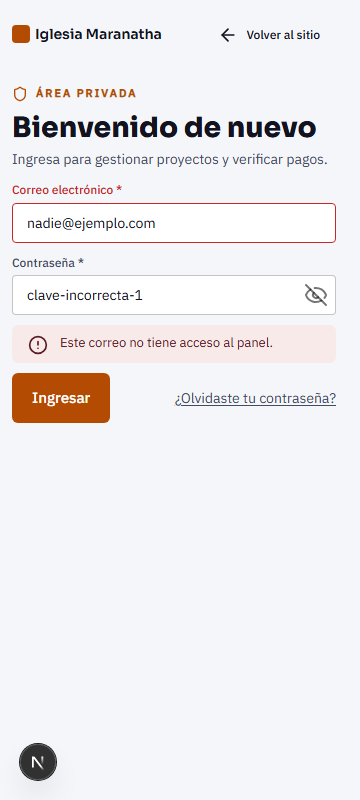 Iglesia Maranatha
Volver al sitio
ÁREA PRIVADA
Bienvenido de nuevo
Ingresa para gestionar proyectos y verificar pagos.
Correo electrónico *
nadie@ejemplo.com
Contraseña *
clave-incorrecta-1
Este correo no tiene acceso al panel.
Ingresar
¿Olvidaste tu contraseña?
N